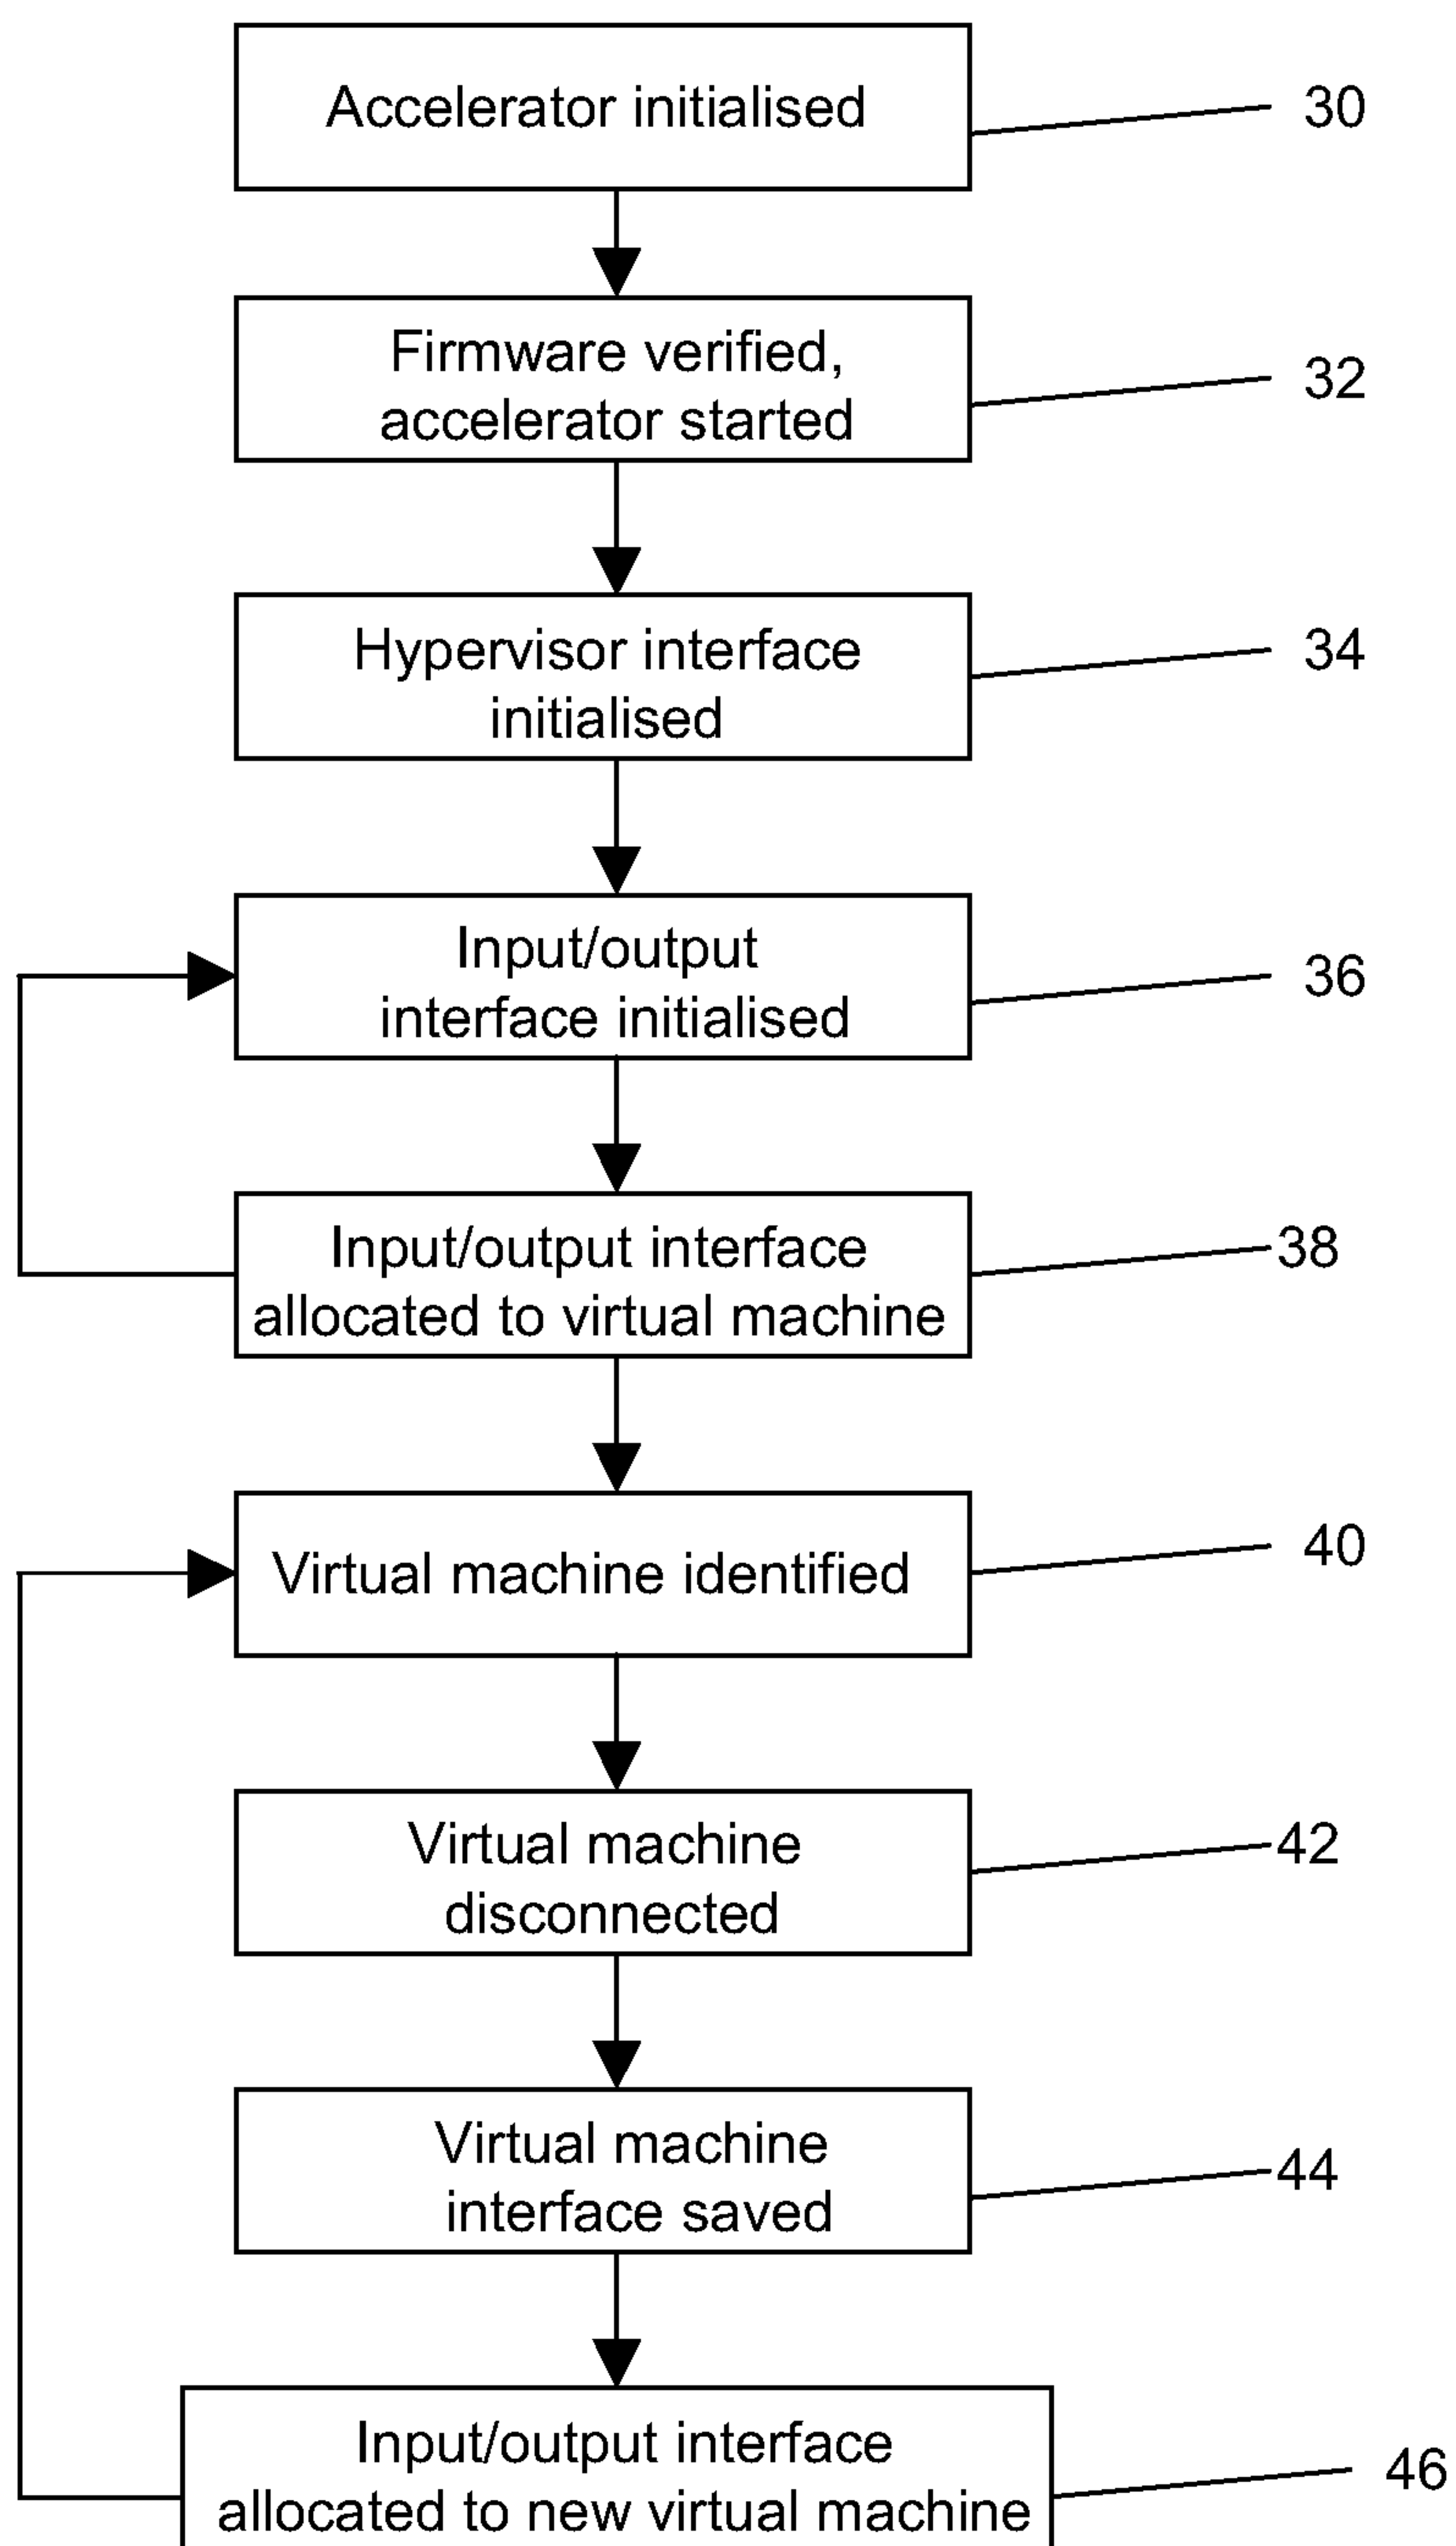 Accelerator initialised
30
Firmware verified,
accelerator started
32
Hypervisor interface
initialised
34
Input/output
interface initialised
36
Input/output interface
allocated to virtual machine
38
Virtual machine identified
40
Virtual machine
disconnected
42
Virtual machine
interface saved
44
Input/output interface
allocated to new virtual machine
46